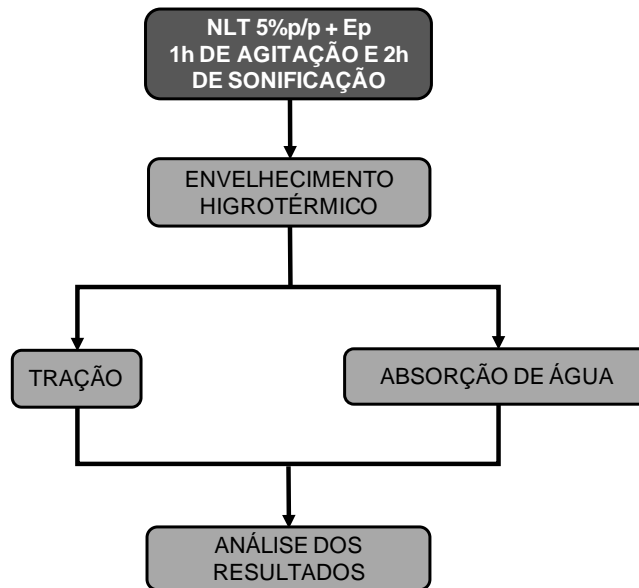 NLT 5%p/p + Ep
1h DE AGITAÇÃO E 2h
DE SONIFICAÇÃO
ENVELHECIMENTO
HIGROTÉRMICO
TRAÇÃO
ABSORÇÃO DE ÁGUA
ANÁLISE DOS
RESULTADOS